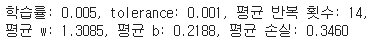 학습률: 0.005, tolerance: 0.001, 평균 반복 횟수: 14,
평균 w: 1.3085, 평균 b: 0.2188, 평균 손실: 0.3460